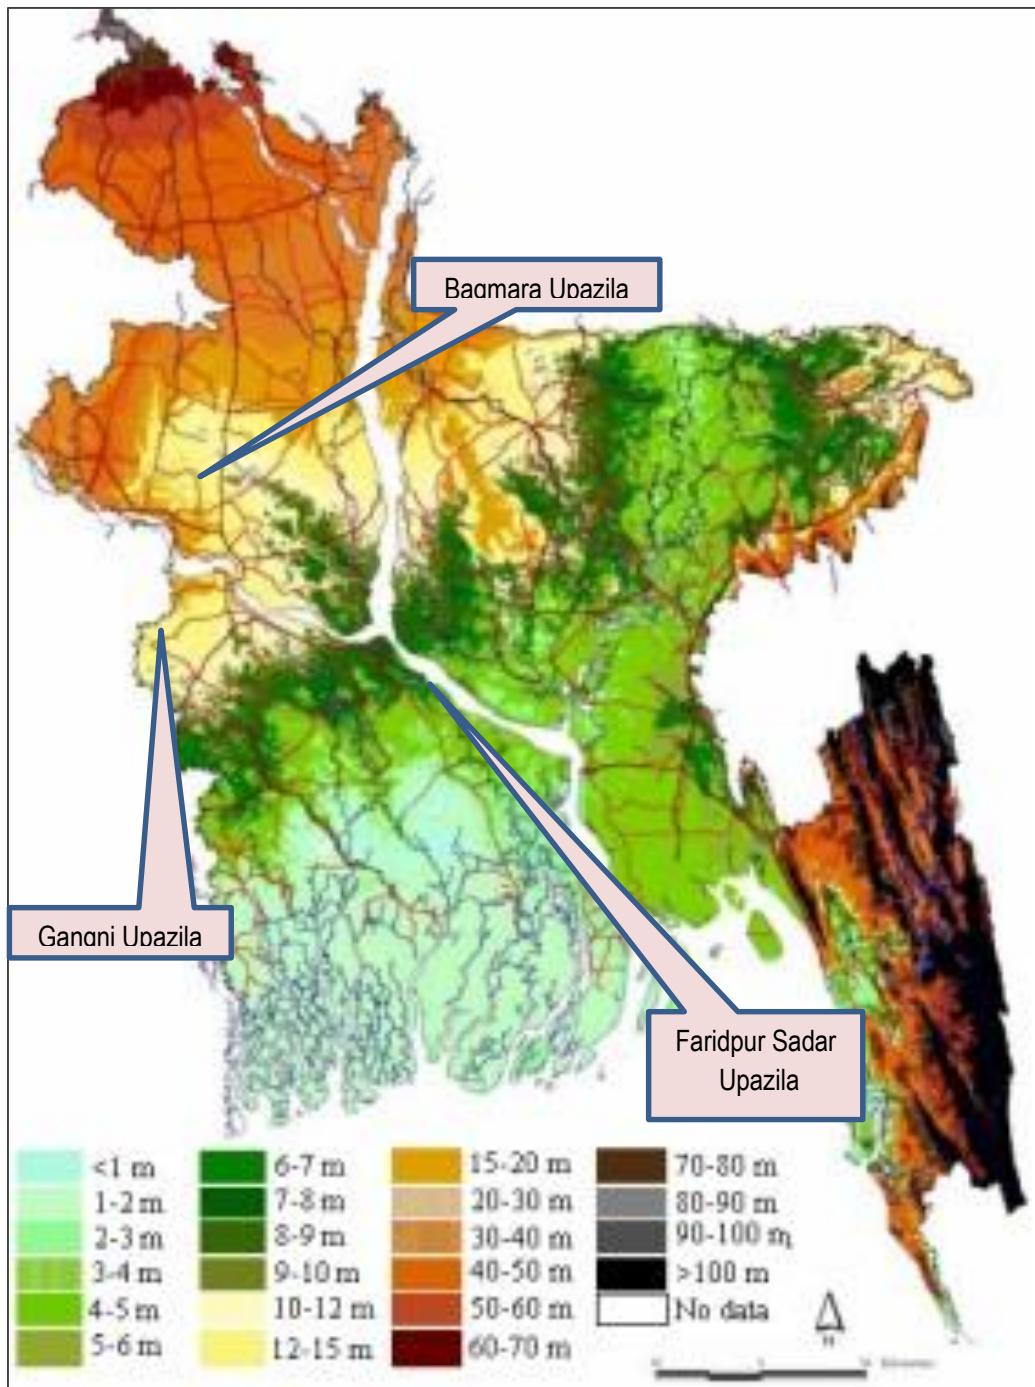 Bagmara Upazila
Gangni Upazila
Faridpur Sadar
Upazila
<1 m
1-2 m
2-3 m
3-4 m
4-5 m
5-6 m
6-7 m
7-8 m
8-9 m
9-10 m
10-12 m
12-15 m
15-20 m
20-30 m
30-40 m
40-50 m
50-60 m
60-70 m
70-80 m
80-90 m
90-100 m
>100 m
No data